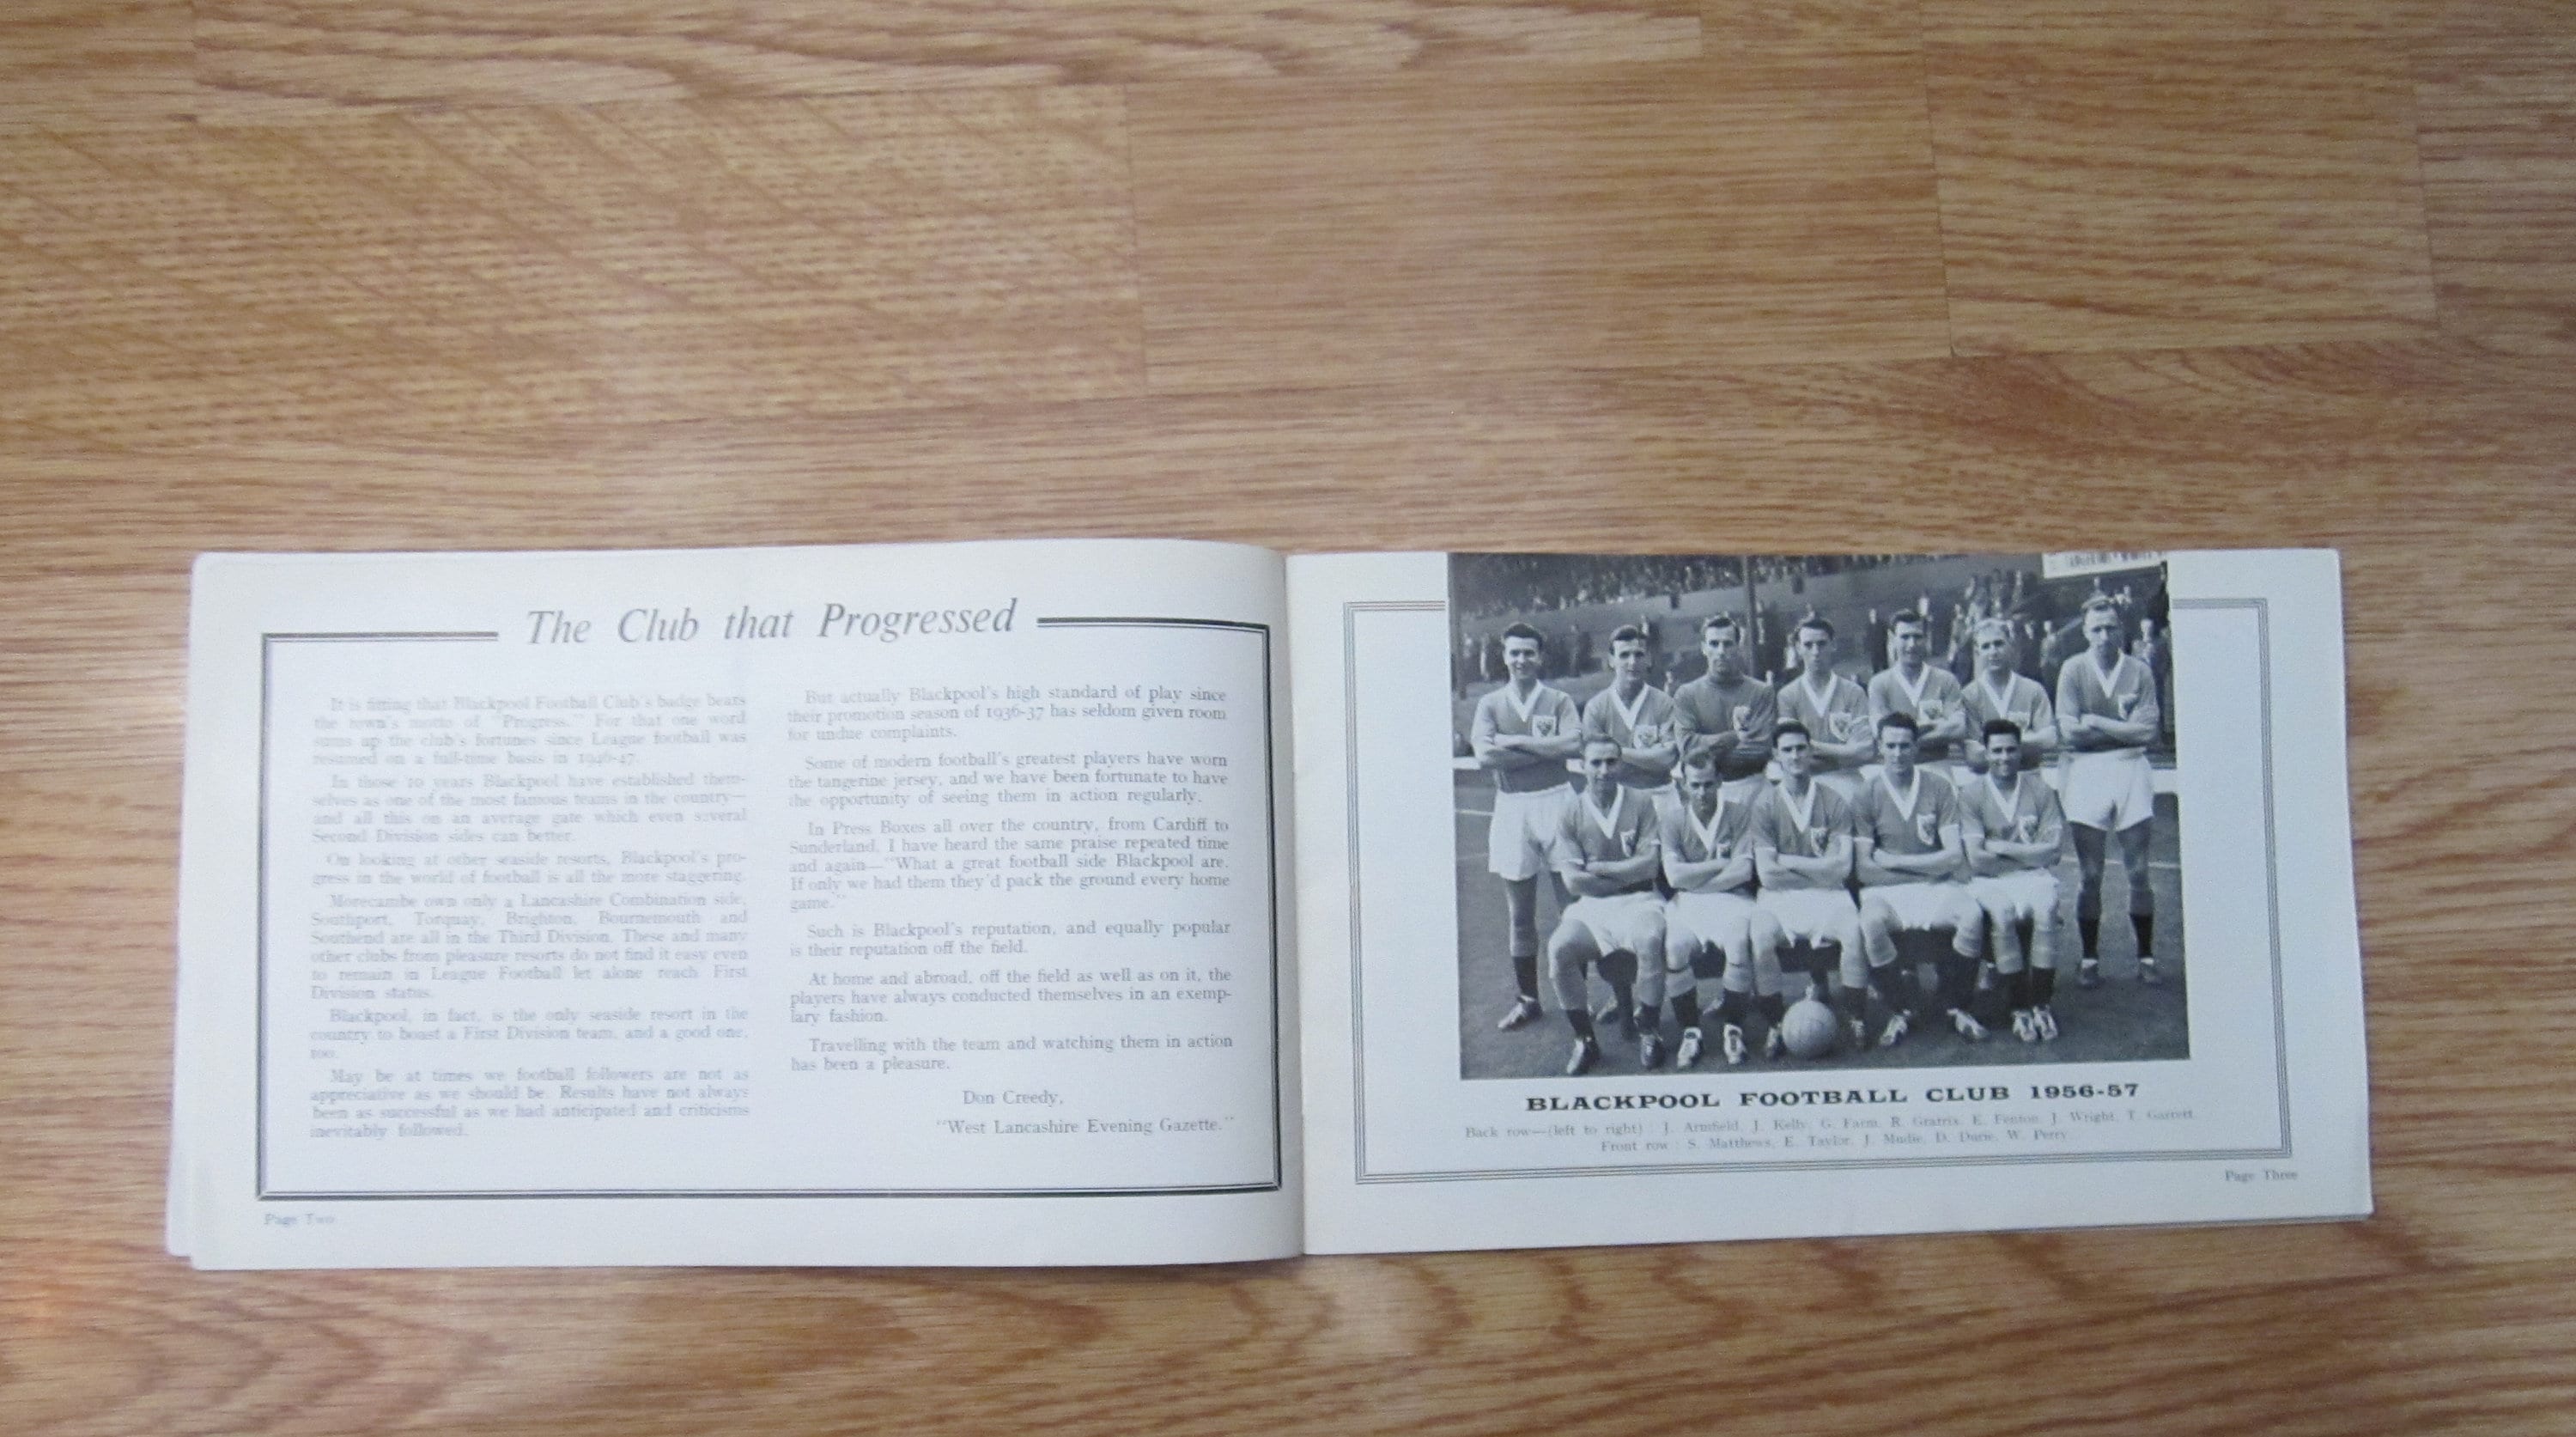 The Club that Progressed
It is fitting that Blackpool Football Club's badge bears
the town's motto of "Progress." For that one word
sums up the club's fortunes since League football was
resumed on a full-time basis in 1946-47.
In those 10 years Blackpool have established them-
selves as one of the most famous teams in the country—
and all this on an average gate which even several
Second Division sides can better.
On looking at other seaside resorts, Blackpool's pro-
gress in the world of football is all the more staggering.
Morecambe own only a Lancashire Combination side,
Southport, Torquay, Brighton, Bournemouth and
Southend are all in the Third Division. These and many
other clubs from pleasure resorts do not find it easy even
to remain in League Football let alone reach First
Division status.
Blackpool, in fact, is the only seaside resort in the
country to boast a First Division team, and a good one,
too.
May be at times we football followers are not as
appreciative as we should be. Results have not always
been as successful as we had anticipated and criticisms
inevitably followed.
But actually Blackpool's high standard of play since
their promotion season of 1936-37 has seldom given room
for undue complaints.
Some of modern football's greatest players have worn
the tangerine jersey, and we have been fortunate to have
the opportunity of seeing them in action regularly.
In Press Boxes all over the country, from Cardiff to
Sunderland, I have heard the same praise repeated time
and again—"What a great football side Blackpool are.
If only we had them they'd pack the ground every home
game."
Such is Blackpool's reputation, and equally popular
is their reputation off the field.
At home and abroad, off the field as well as on it, the
players have always conducted themselves in an exemp-
lary fashion.
Travelling with the team and watching them in action
has been a pleasure.
Don Creedy,
"West Lancashire Evening Gazette."
Page Two
BLACKPOOL FOOTBALL CLUB 1956-57
Back row—(left to right) : J. Armfield, J. Kelly, G. Farm, R. Gratrix, E. Fenton, J. Wright, T. Garrett.
Front row : S. Matthews, E. Taylor, J. Mudie, D. Durie, W. Perry
Page Three